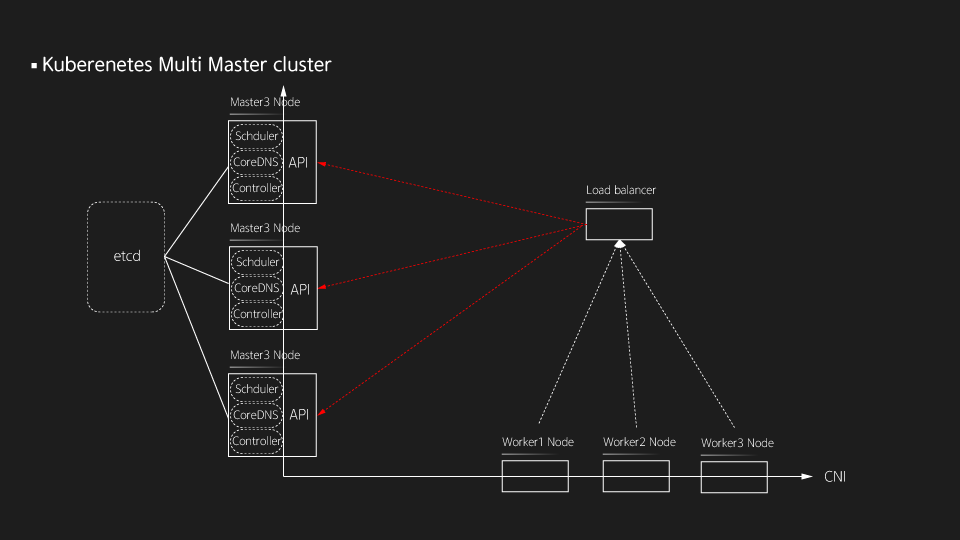 ▪ Kuberenetes Multi Master cluster
Master3 Node
Schduler
CoreDNS
Controller
API
Master3 Node
Schduler
CoreDNS
Controller
API
Master3 Node
Schduler
CoreDNS
Controller
API
etcd
Load balancer
Worker1 Node
Worker2 Node
Worker3 Node
CNI